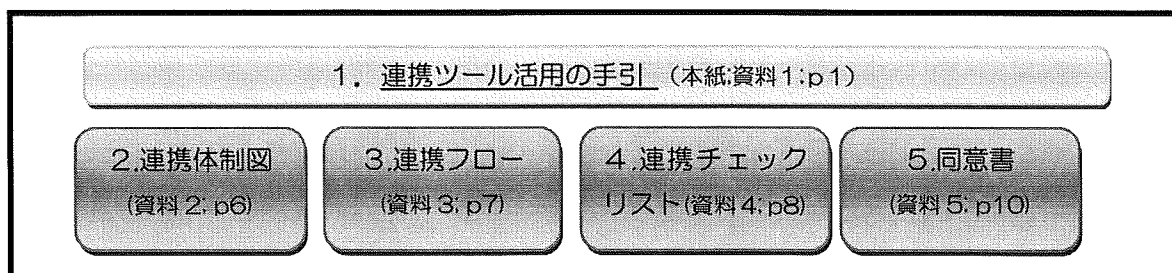 1．連携ツール活用の手引（本紙;資料1;p1）
2.連携体制図
(資料2; p6)
3.連携フロー
(資料3; p7)
4.連携チェック
リスト(資料4; p8)
5.同意書
(資料5; p10)